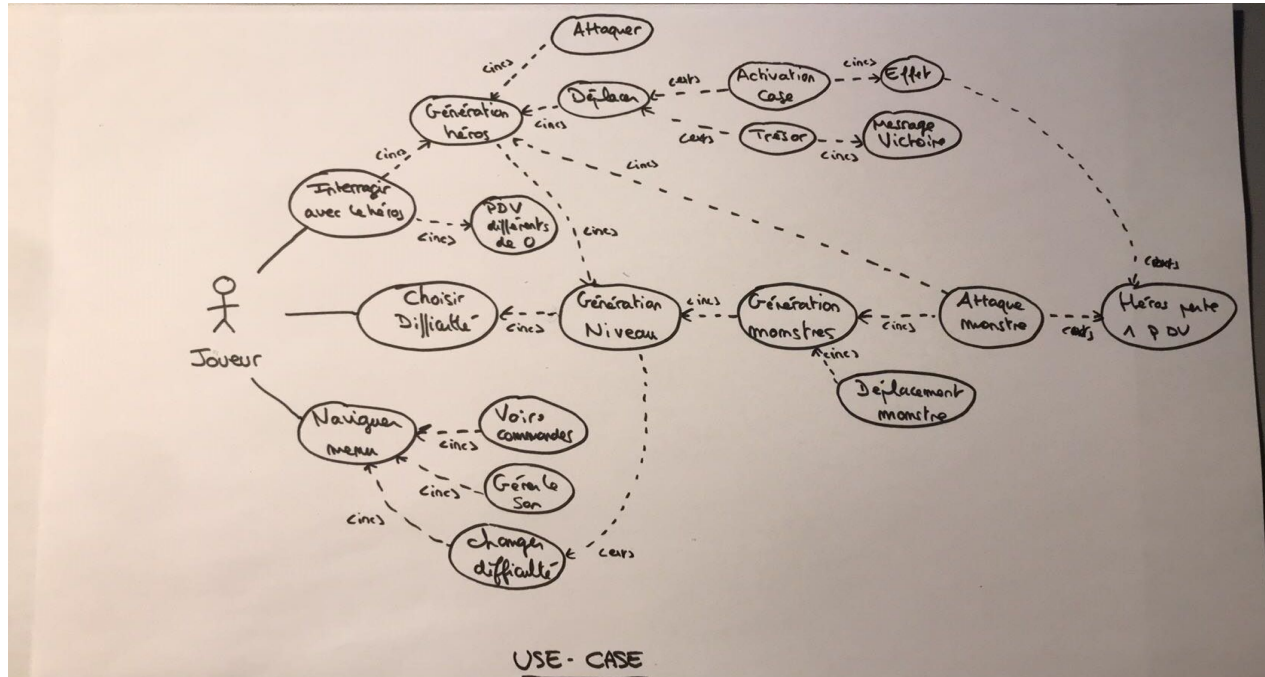 Attaquer
<inc>
Génération
héros
<inc>
Déplacer
<inc>
<ext>
Activation
Case
<inc>
Effet
<ext>
Trésor
<inc>
Message
Victoire
<inc>
Interragir
avec le héros
<inc>
PDV
différents
de 0
<inc>
<ext>
Joueur
Choisir
Difficulté
<inc>
Génération
Niveau
<inc>
Génération
monstres
<inc>
Attaque
monstre
<ext>
Héros perte
1 PDV
<inc>
Déplacement
monstre
Naviguer
menu
<inc>
Voirs
commandes
<inc>
Gérer le
Son
<inc>
changer
difficulté
<ext>
USE - CASE